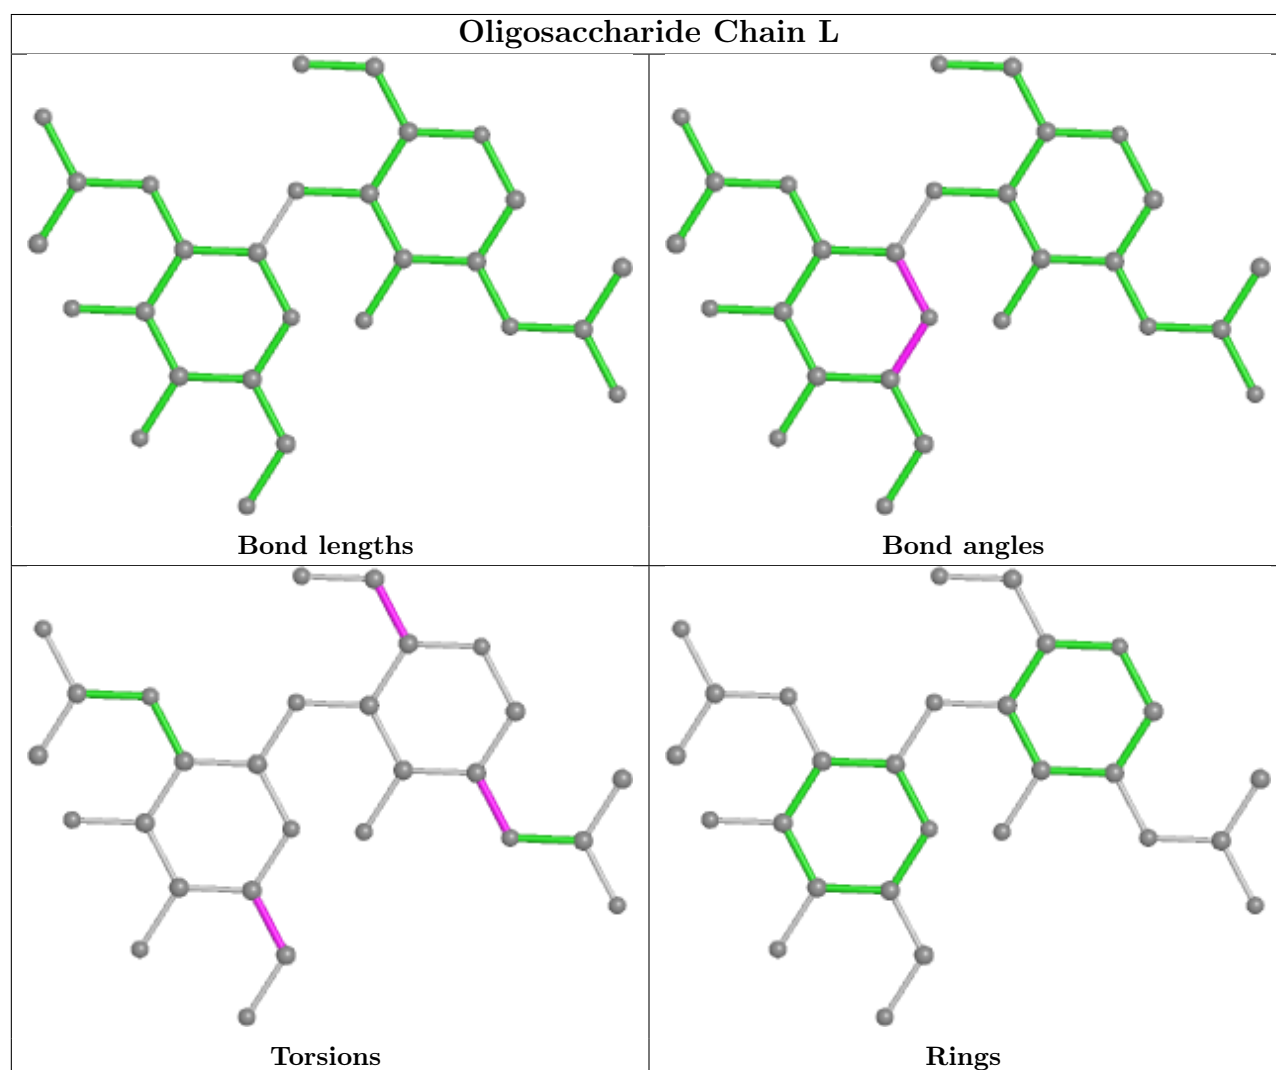 Oligosaccharide Chain L
Bond lengths
Bond angles
Torsions
Rings